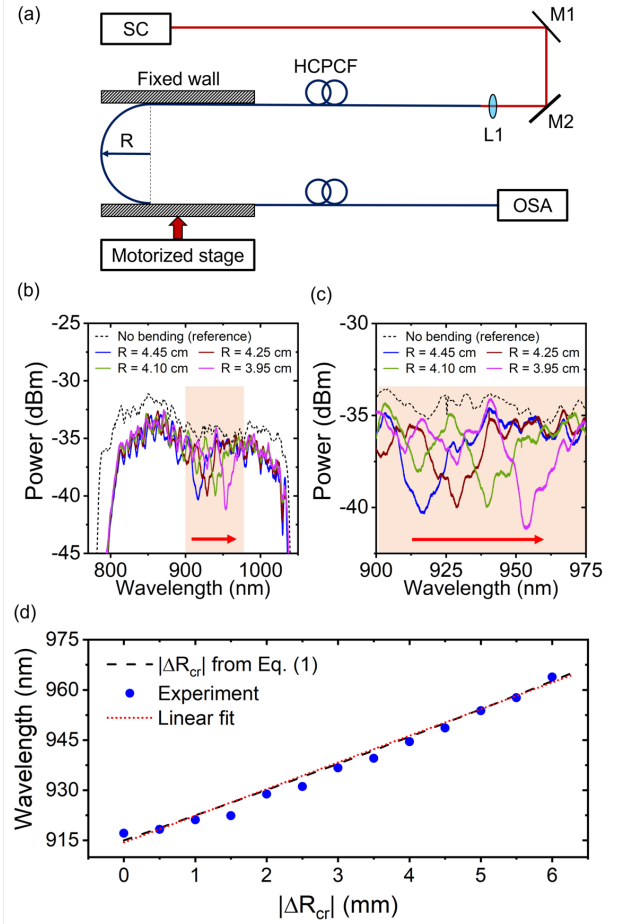 (a)
SC
M1
Fixed wall
HCPCF
R
L1
M2
OSA
Motorized stage
(b)
-25
-30
-35
-40
-45
Power (dBm)
No bending (reference)
R = 4.45 cm
R = 4.25 cm
R = 4.10 cm
R = 3.95 cm
800
900
1000
Wavelength (nm)
(c)
-30
-35
-40
Power (dBm)
No bending (reference)
R = 4.45 cm
R = 4.25 cm
R = 4.10 cm
R = 3.95 cm
900
925
950
975
Wavelength (nm)
(d)
975
960
945
930
915
Wavelength (nm)
|ΔR_cr| from Eq. (1)
Experiment
Linear fit
0
1
2
3
4
5
6
|ΔR_cr| (mm)